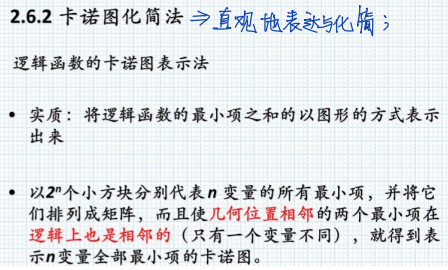 2.6.2 卡诺图化简法 ⇒直观地表达与化简；
逻辑函数的卡诺图表示法
• 实质：将逻辑函数的最小项之和的以图形的方式表示
出来
• 以2ⁿ个小方块分别代表n 变量的所有最小项，并将它
们排列成矩阵，而且使几何位置相邻的两个最小项在
逻辑上也是相邻的（只有一个变量不同），就得到表
示n变量全部最小项的卡诺图。